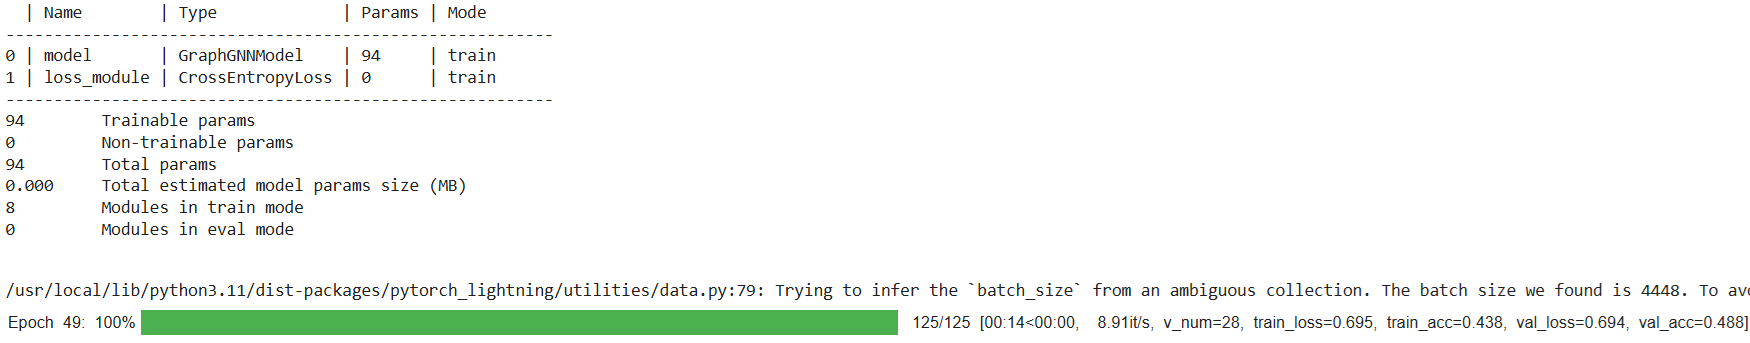 | Name        | Type             | Params | Mode
---------------------------------------------------------
0 | model       | GraphGNNModel    | 94     | train
1 | loss_module | CrossEntropyLoss | 0      | train
---------------------------------------------------------
94        Trainable params
0         Non-trainable params
94        Total params
0.000     Total estimated model params size (MB)
8         Modules in train mode
0         Modules in eval mode
/usr/local/lib/python3.11/dist-packages/pytorch_lightning/utilities/data.py:79: Trying to infer the `batch_size` from an ambiguous collection. The batch size we found is 4448. To avo
Epoch 49: 100% 125/125 [00:14<00:00, 8.91it/s, v_num=28, train_loss=0.695, train_acc=0.438, val_loss=0.694, val_acc=0.488]